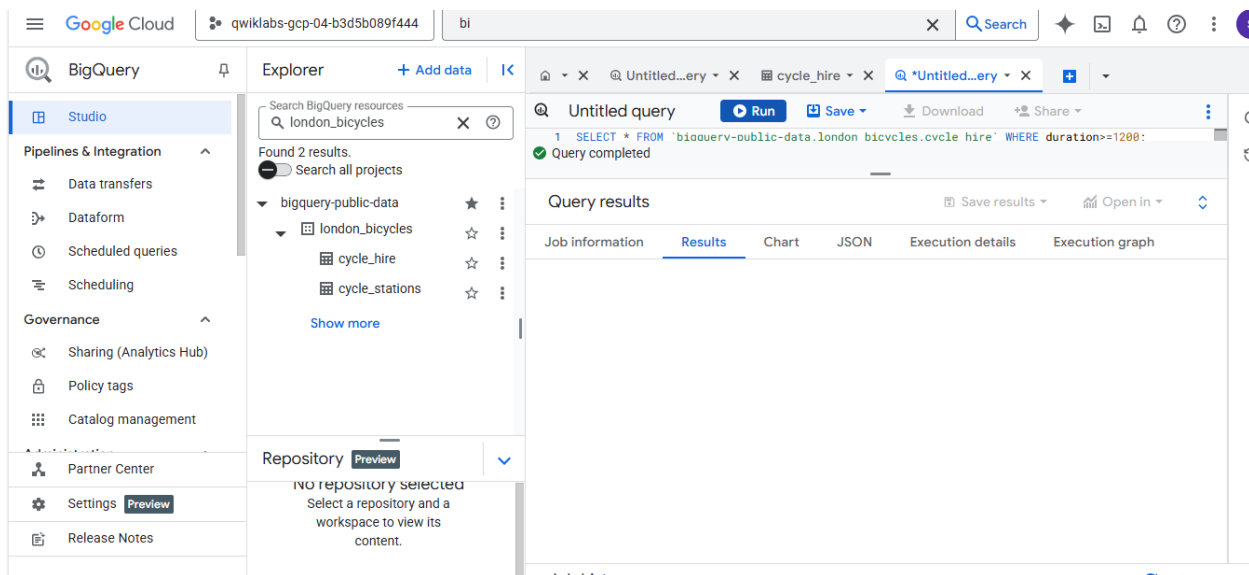 Google Cloud
qwiklabs-gcp-04-b3d5b089f444
bi
Search
BigQuery
Studio
Pipelines & Integration
Data transfers
Dataform
Scheduled queries
Scheduling
Governance
Sharing (Analytics Hub)
Policy tags
Catalog management
Partner Center
Settings Preview
Release Notes
Explorer
+ Add data
Search BigQuery resources
london_bicycles
Found 2 results.
Search all projects
bigquery-public-data
london_bicycles
cycle_hire
cycle_stations
Show more
Repository Preview
No repository selected
Select a repository and a
workspace to view its
content.
Untitled...ery
cycle_hire
*Untitled...ery
Untitled query
Run
Save
Download
Share
1 SELECT * FROM `bigquery-public-data.london_bicycles.cycle_hire` WHERE duration>=1200;
Query completed
Query results
Save results
Open in
Job information
Results
Chart
JSON
Execution details
Execution graph